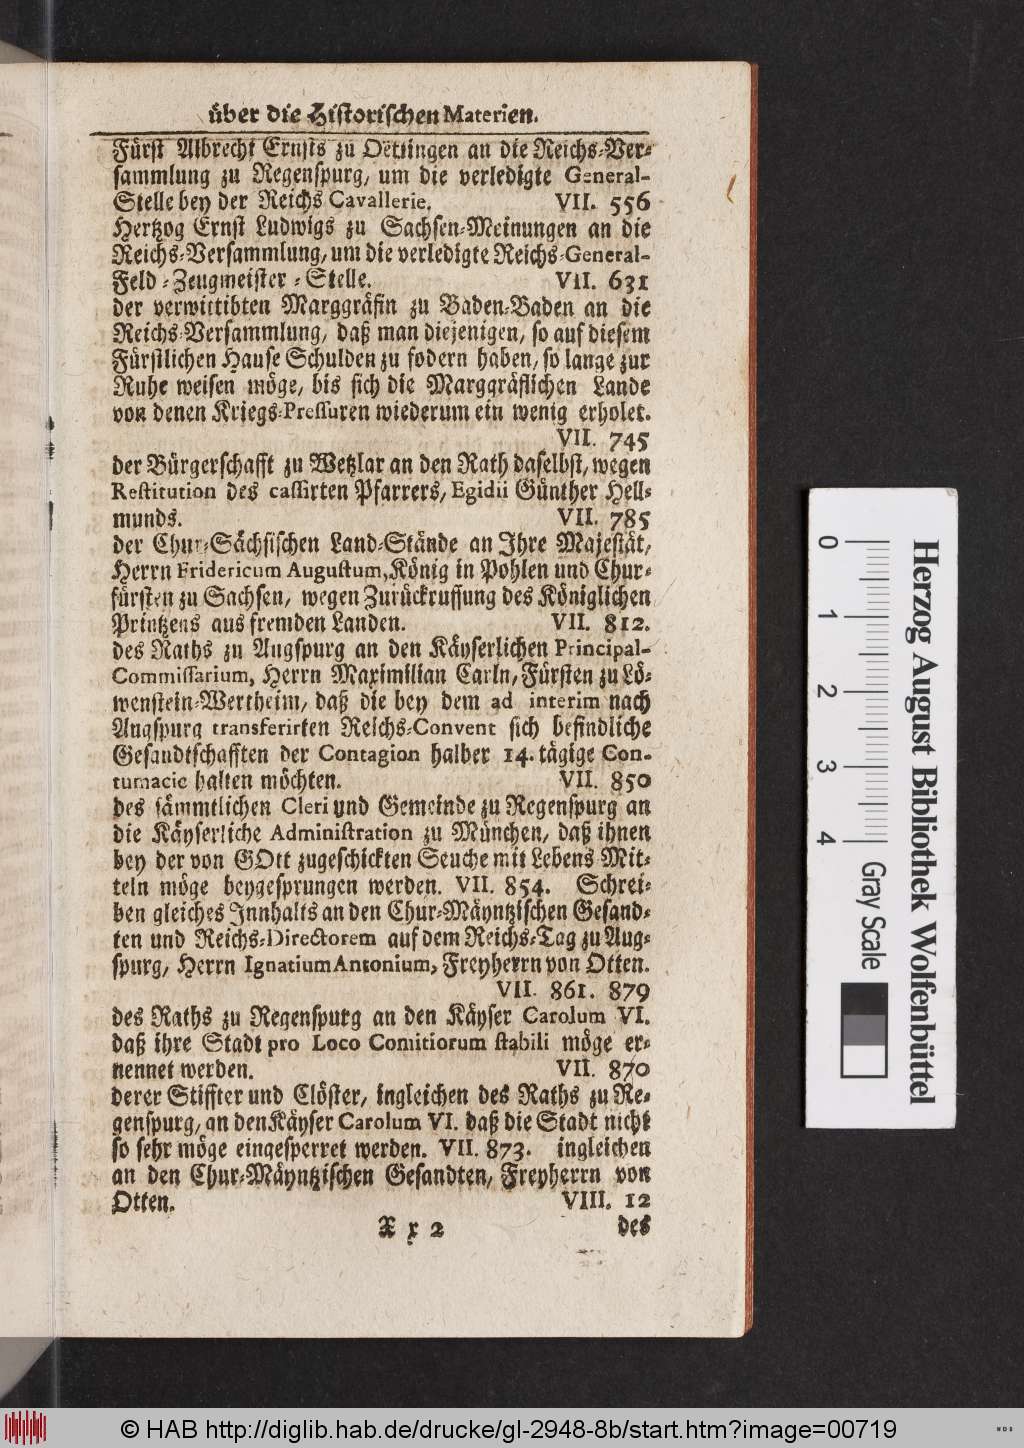 über die Historischen Materien.
Fürst Albrecht Ernsts zu Oettingen an die Reichs-Ver-
sammlung zu Regenspurg, um die verledigte General-
Stelle bey der Reichs Cavallerie. VII. 556
Hertzog Ernst Ludwigs zu Sachsen-Meinungen an die
Reichs-Versammlung, um die verledigte Reichs-General-
Feld-Zeugmeister-Stelle. VII. 631
der verwittibten Marggräfin zu Baden-Baden an die
Reichs-Versammlung, daß man diejenigen, so auf diesem
Fürstlichen Hause Schulden zu fodern haben, so lange zur
Ruhe weisen möge, bis sich die Marggräflichen Lande
von denen Kriegs-Pressuren wiederum ein wenig erholet.
VII. 745
der Bürgerschafft zu Wetzlar an den Rath daselbst, wegen
Restitution des cassirten Pfarrers, Egidii Günther Hell-
munds. VII. 785
der Chur-Sächsischen Land-Stände an Ihre Majestät,
Herrn Fridericum Augustum, König in Pohlen und Chur-
fürsten zu Sachsen, wegen Zurückruffung des Königlichen
Printzens aus fremden Landen. VII. 812.
des Raths zu Augspurg an den Käyserlichen Principal-
Commissarium, Herrn Maximilian Carln, Fürsten zu Lö-
wenstein-Wertheim, daß die bey dem ad interim nach
Augspurg transferirten Reichs-Convent sich befindliche
Gesandtschafften der Contagion halber 14. tägige Con-
tumacie halten möchten. VII. 850
des sämmtlichen Cleri und Gemeinde zu Regenspurg an
die Käyserliche Administration zu München, daß ihnen
bey der von GOtt zugeschickten Seuche mit Lebens-Mit-
teln möge beygesprungen werden. VII. 854. Schrei-
ben gleiches Innhalts an den Chur-Mäyntzischen Gesand-
ten und Reichs-Directorem auf dem Reichs-Tag zu Aug-
spurg, Herrn Ignatium Antonium, Freyherrn von Otten.
VII. 861. 879
des Raths zu Regenspurg an den Käyser Carolum VI.
daß ihre Stadt pro Loco Comitiorum stabili möge er-
nennet werden. VII. 870
derer Stiffter und Clöster, ingleichen des Raths zu Re-
genspurg, an den Käyser Carolum VI. daß die Stadt nicht
so sehr möge eingesperret werden. VII. 873. ingleichen
an den Chur-Mäyntzischen Gesandten, Freyherrn von
Otten. VIII. 12
X x 2 des
Herzog August Bibliothek Wolfenbüttel
0 1 2 3 4 Gray Scale
© HAB http://diglib.hab.de/drucke/gl-2948-8b/start.htm?image=00719